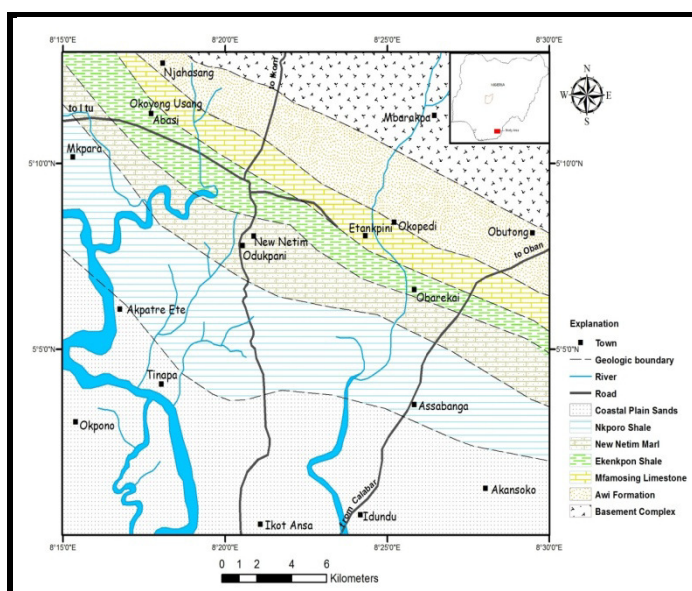 8°15'0"E
8°20'0"E
8°25'0"E
8°30'0"E
Njahasang
to Ikom
NIGERIA
N
W
E
S
Okoyong Usang
Abasi
to Itu
Mbarakpa
Mkpara
5°10'0"N
5°10'0"N
Okopedi
Etankpini
Obutong
New Netim
Odukpani
to Oban
Obarekai
Akpatre Ete
Explanation
Town
Geologic boundary
River
Road
Coastal Plain Sands
Nkporo Shale
New Netim Marl
Ekenkpon Shale
Mfamosing Limestone
Awi Formation
Basement Complex
5°5'0"N
5°5'0"N
Tinapa
Assabanga
Okpono
Akansoko
Idundu
from Calabar
Ikot Ansa
8°15'0"E
8°20'0"E
8°25'0"E
8°30'0"E
0 1 2 4 6
Kilometers